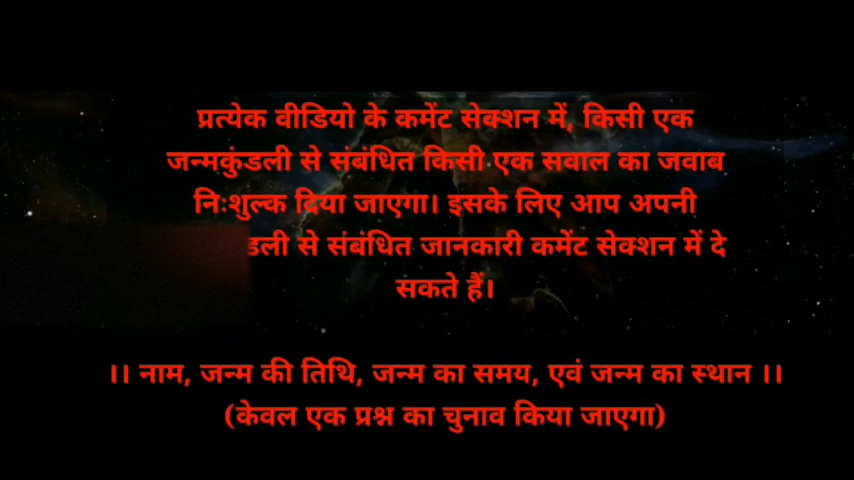 प्रत्येक वीडियो के कमेंट सेक्शन में, किसी एक
जन्मकुंडली से संबंधित किसी एक सवाल का जवाब
निःशुल्क दिया जाएगा। इसके लिए आप अपनी
से संबंधित जानकारी कमेंट सेक्शन में दे
सकते हैं।
।। नाम, जन्म की तिथि, जन्म का समय, एवं जन्म का स्थान ।।
(केवल एक प्रश्न का चुनाव किया जाएगा)